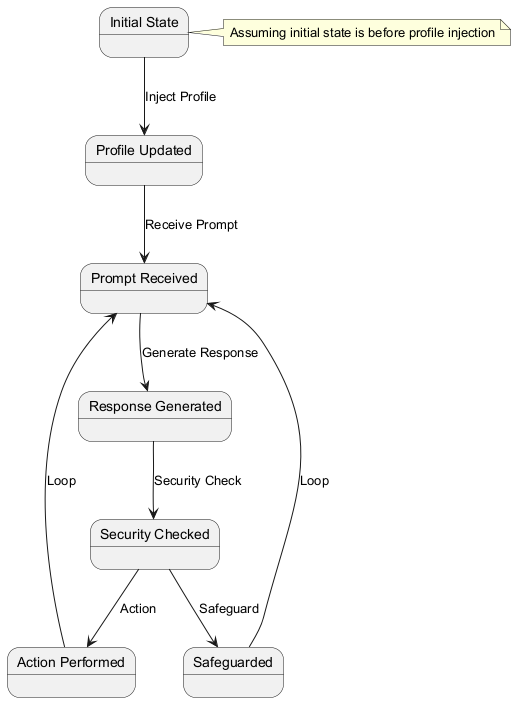 Initial State
Assuming initial state is before profile injection
Inject Profile
Profile Updated
Receive Prompt
Prompt Received
Generate Response
Response Generated
Loop
Security Check
Loop
Security Checked
Action
Safeguard
Action Performed
Safeguarded